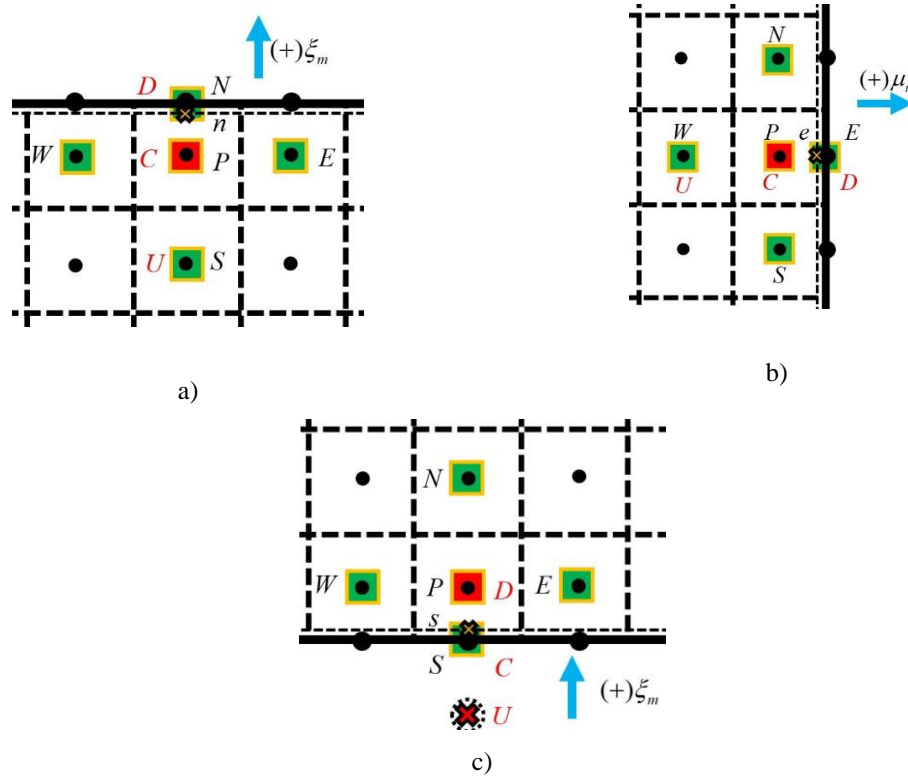 (+)ξₘ
D N
n
W C P E
U S
a)
N
(+)μ
W P e E
U C D
S
b)
N
W P D E
s
S C
(+)ξₘ
U
c)